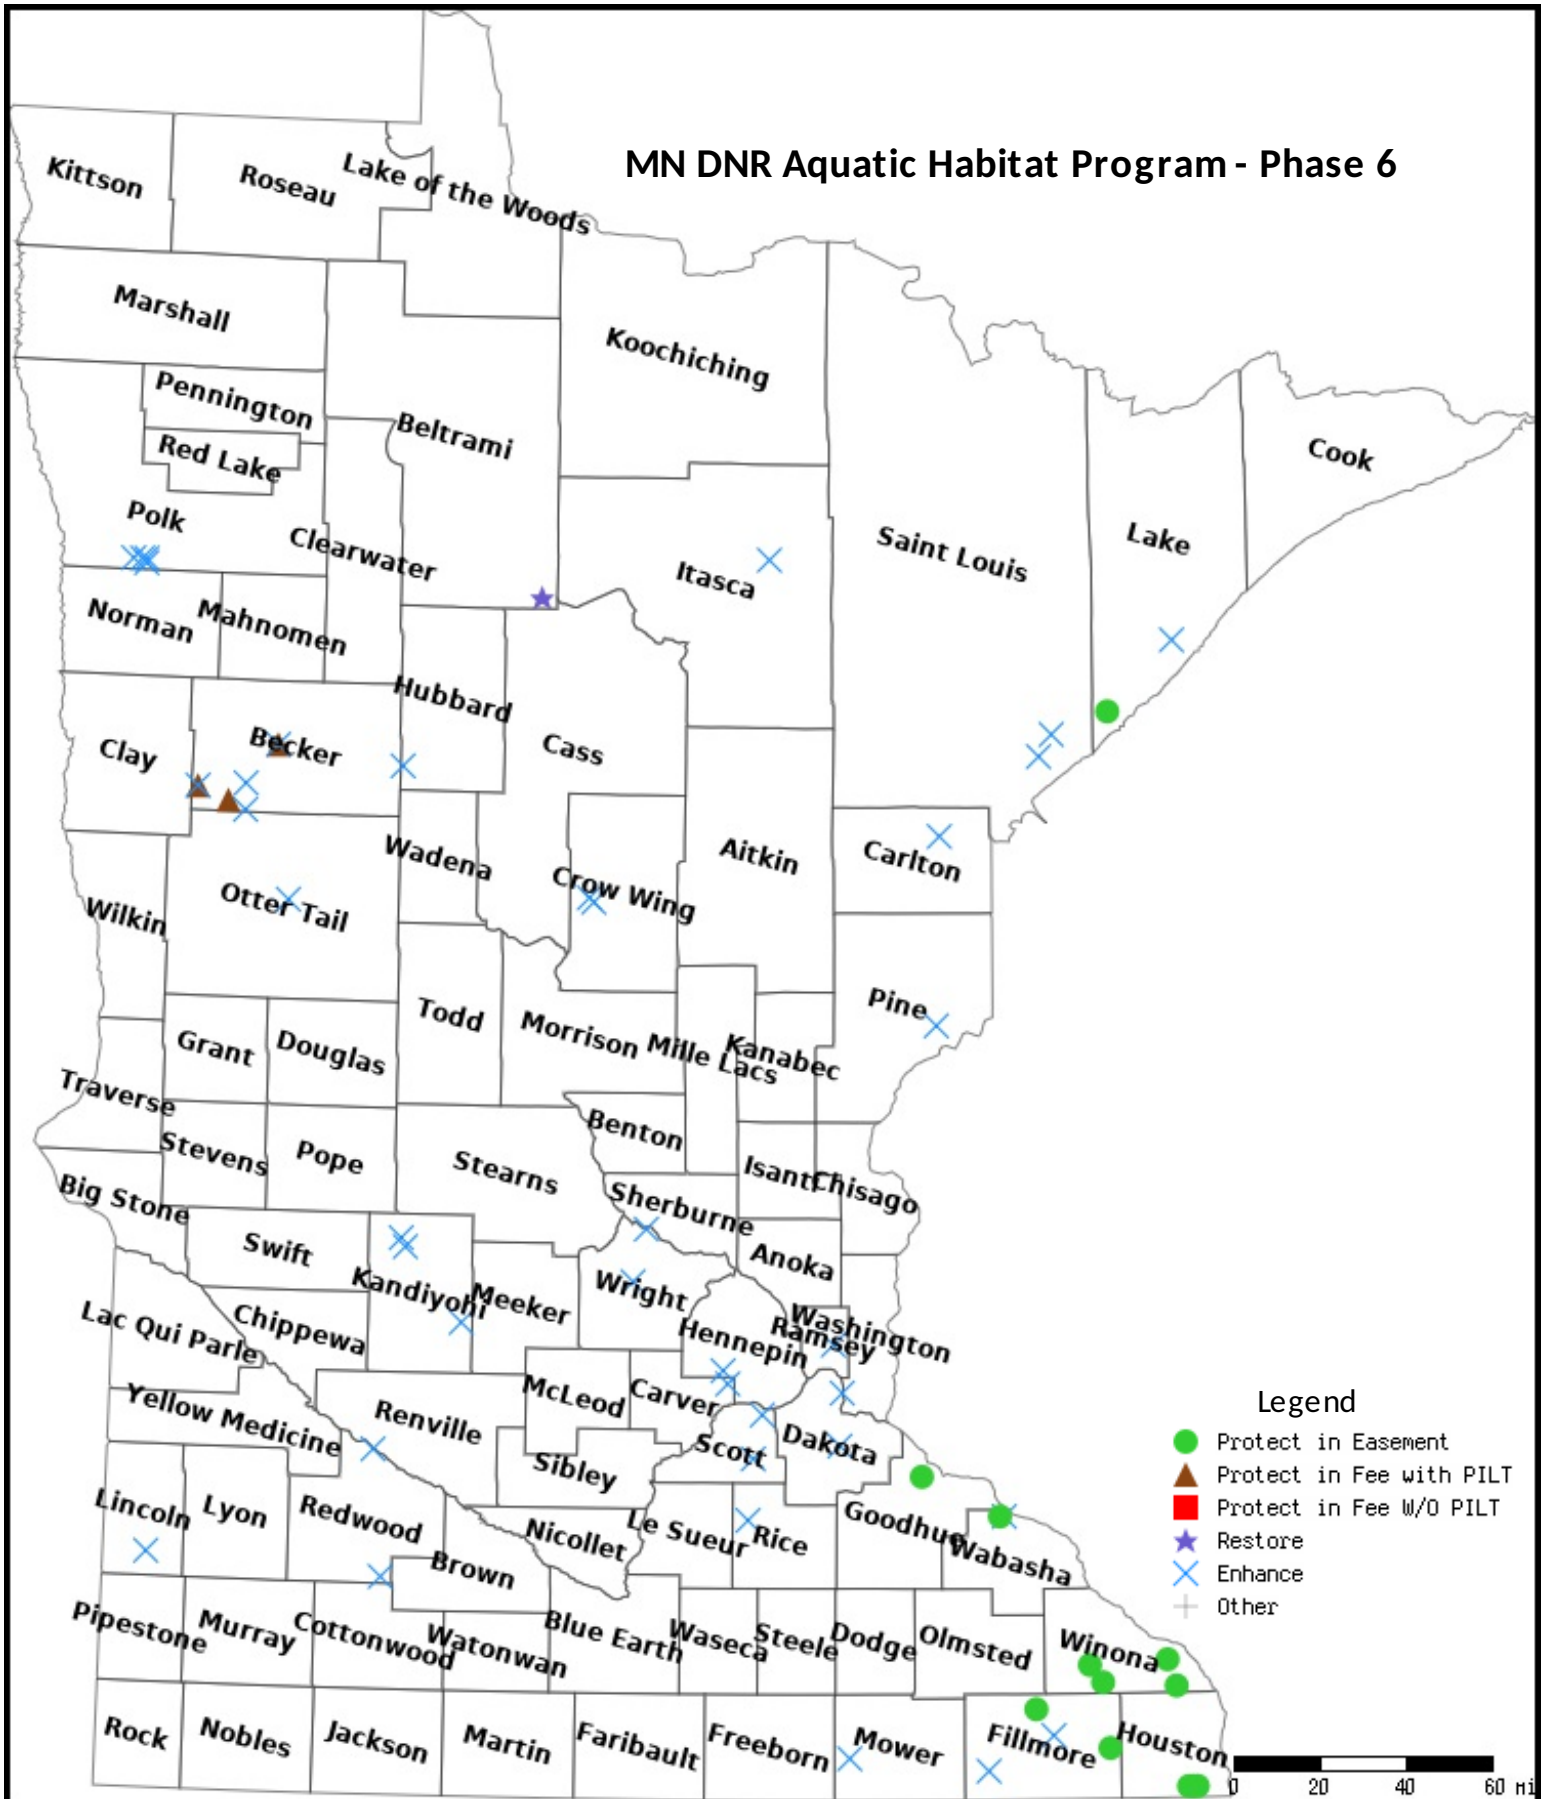 MN DNR Aquatic Habitat Program - Phase 6
Kittson
Roseau
Lake of the Woods
Marshall
Koochiching
Pennington
Beltrami
Red Lake
Cook
Polk
Clearwater
Itasca
Saint Louis
Lake
Norman
Mahnomen
Hubbard
Clay
Becker
Cass
Wadena
Aitkin
Carlton
Crow Wing
Otter Tail
Wilkin
Pine
Todd
Morrison
Mille Lacs
Kanabec
Grant
Douglas
Traverse
Benton
Stevens
Pope
Stearns
Isanti
Chisago
Big Stone
Sherburne
Swift
Anoka
Kandiyohi
Meeker
Wright
Washington
Ramsey
Lac Qui Parle
Chippewa
Hennepin
McLeod
Carver
Yellow Medicine
Renville
Scott
Dakota
Sibley
Lincoln
Lyon
Redwood
Nicollet
Le Sueur
Rice
Goodhue
Wabasha
Brown
Pipestone
Murray
Cottonwood
Watonwan
Blue Earth
Waseca
Steele
Dodge
Olmsted
Winona
Rock
Nobles
Jackson
Martin
Faribault
Freeborn
Mower
Fillmore
Houston
Legend
Protect in Easement
Protect in Fee with PILT
Protect in Fee W/O PILT
Restore
Enhance
Other
0 20 40 60 mi